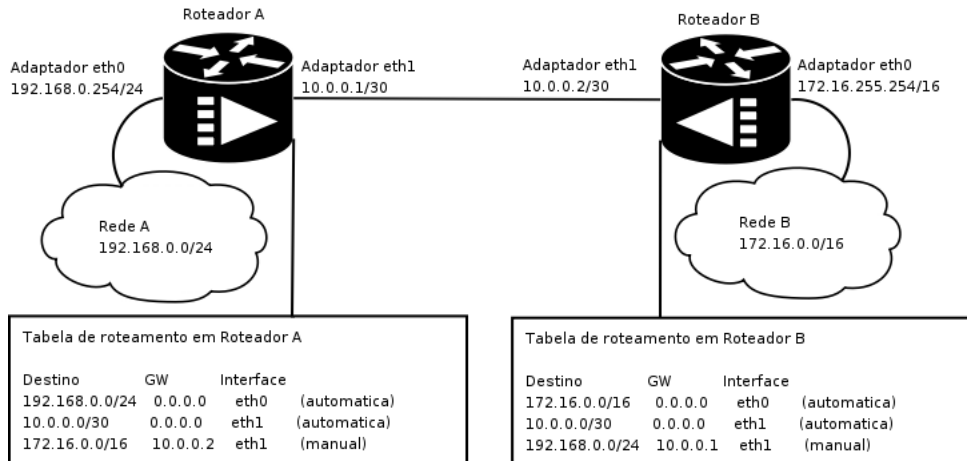 Roteador A
Roteador B
Adaptador eth0
192.168.0.254/24
Adaptador eth1
10.0.0.1/30
Adaptador eth1
10.0.0.2/30
Adaptador eth0
172.16.255.254/16
Rede A
192.168.0.0/24
Rede B
172.16.0.0/16
Tabela de roteamento em Roteador A
Destino GW Interface
192.168.0.0/24 0.0.0.0 eth0 (automatica)
10.0.0.0/30 0.0.0.0 eth1 (automatica)
172.16.0.0/16 10.0.0.2 eth1 (manual)
Tabela de roteamento em Roteador B
Destino GW Interface
172.16.0.0/16 0.0.0.0 eth0 (automatica)
10.0.0.0/30 0.0.0.0 eth1 (automatica)
192.168.0.0/24 10.0.0.1 eth1 (manual)